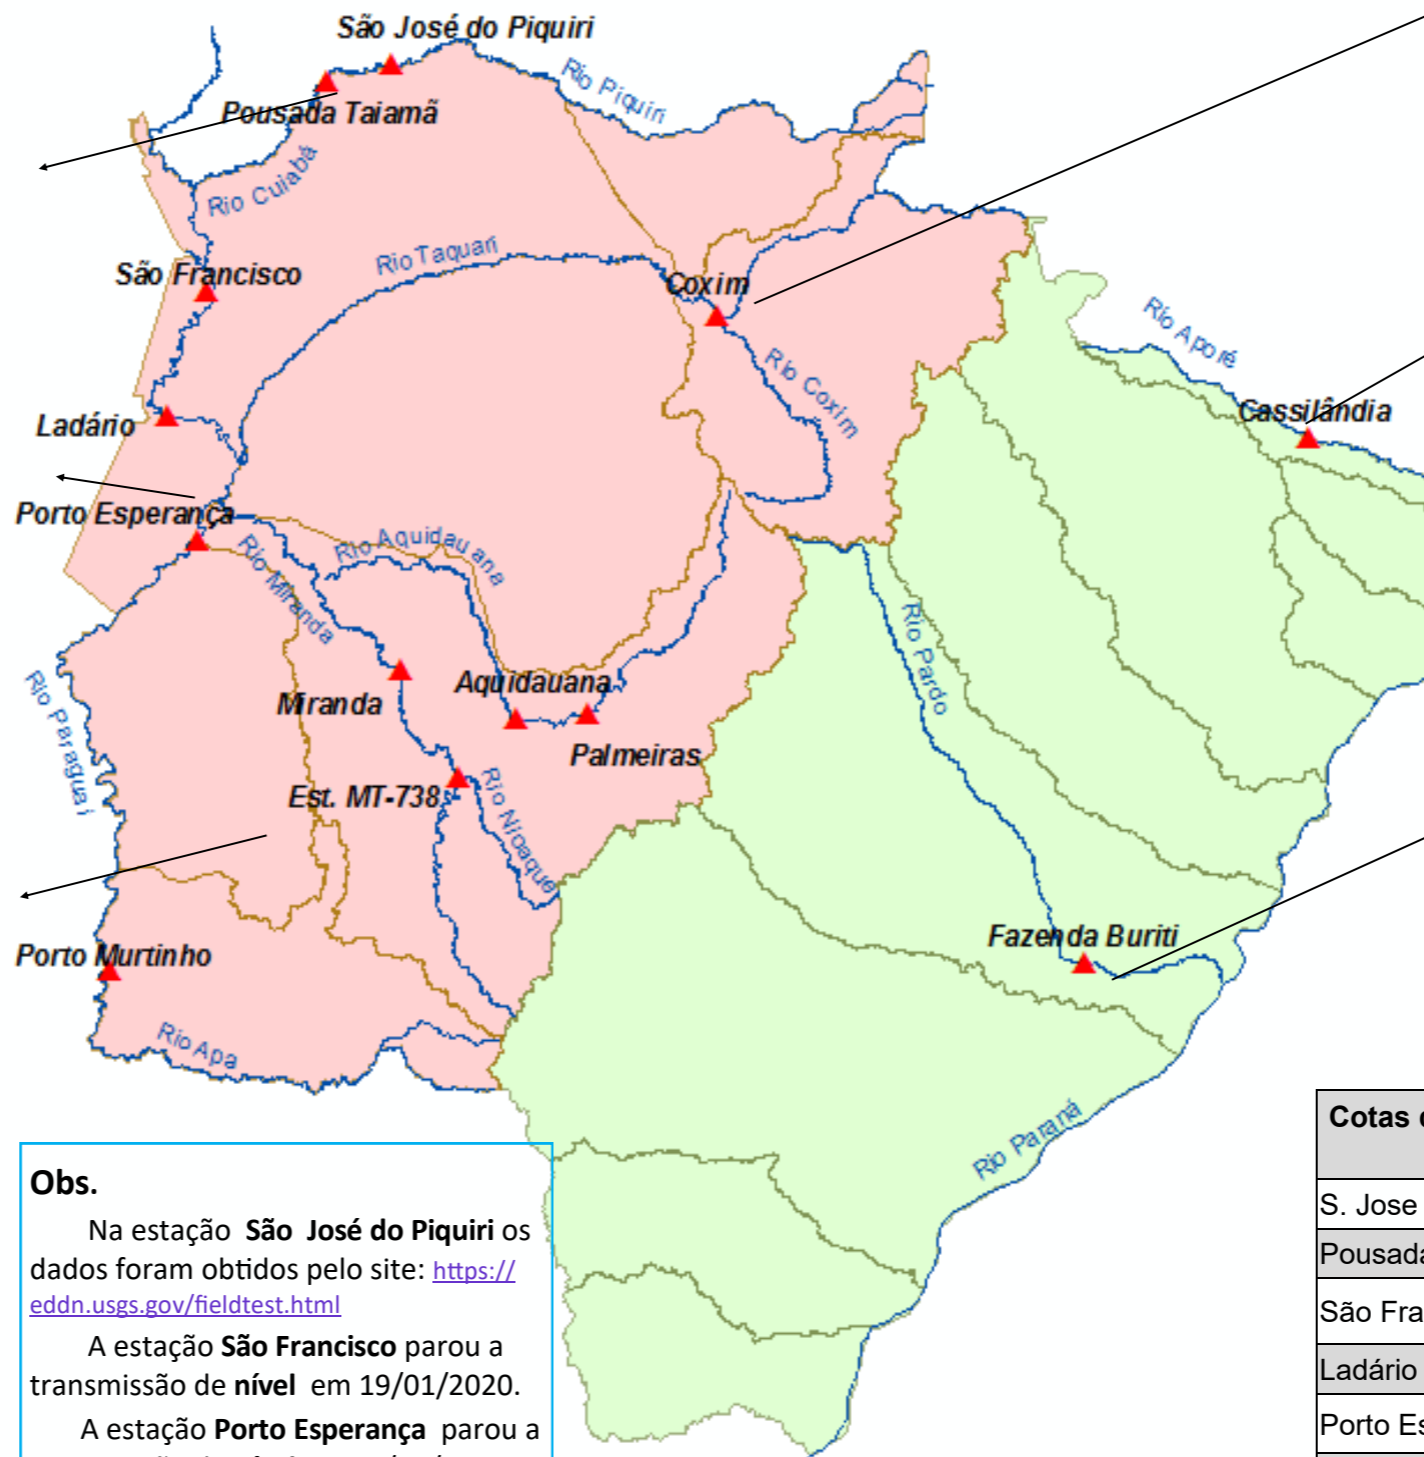 São José do Piquiri
Rio Piquiri
Pousada Taiamã
Rio Cuiabá
Rio Taquari
São Francisco
Coxim
Rio Aporé
Rio Coxim
Cassilândia
Ladário
Porto Esperança
Rio Aquidauana
Rio Miranda
Rio Pardo
Rio Paraguai
Aquidauana
Miranda
Palmeiras
Est. MT-738
Rio Nioaque
Fazenda Buriti
Porto Murtinho
Rio Apa
Rio Paraná
Obs.
Na estação São José do Piquiri os
dados foram obtidos pelo site: https://
eddn.usgs.gov/fieldtest.html
A estação São Francisco parou a
transmissão de nível em 19/01/2020.
A estação Porto Esperança parou a
Cotas
S. Jose
Pousada
São Fra
Ladário
Porto Es